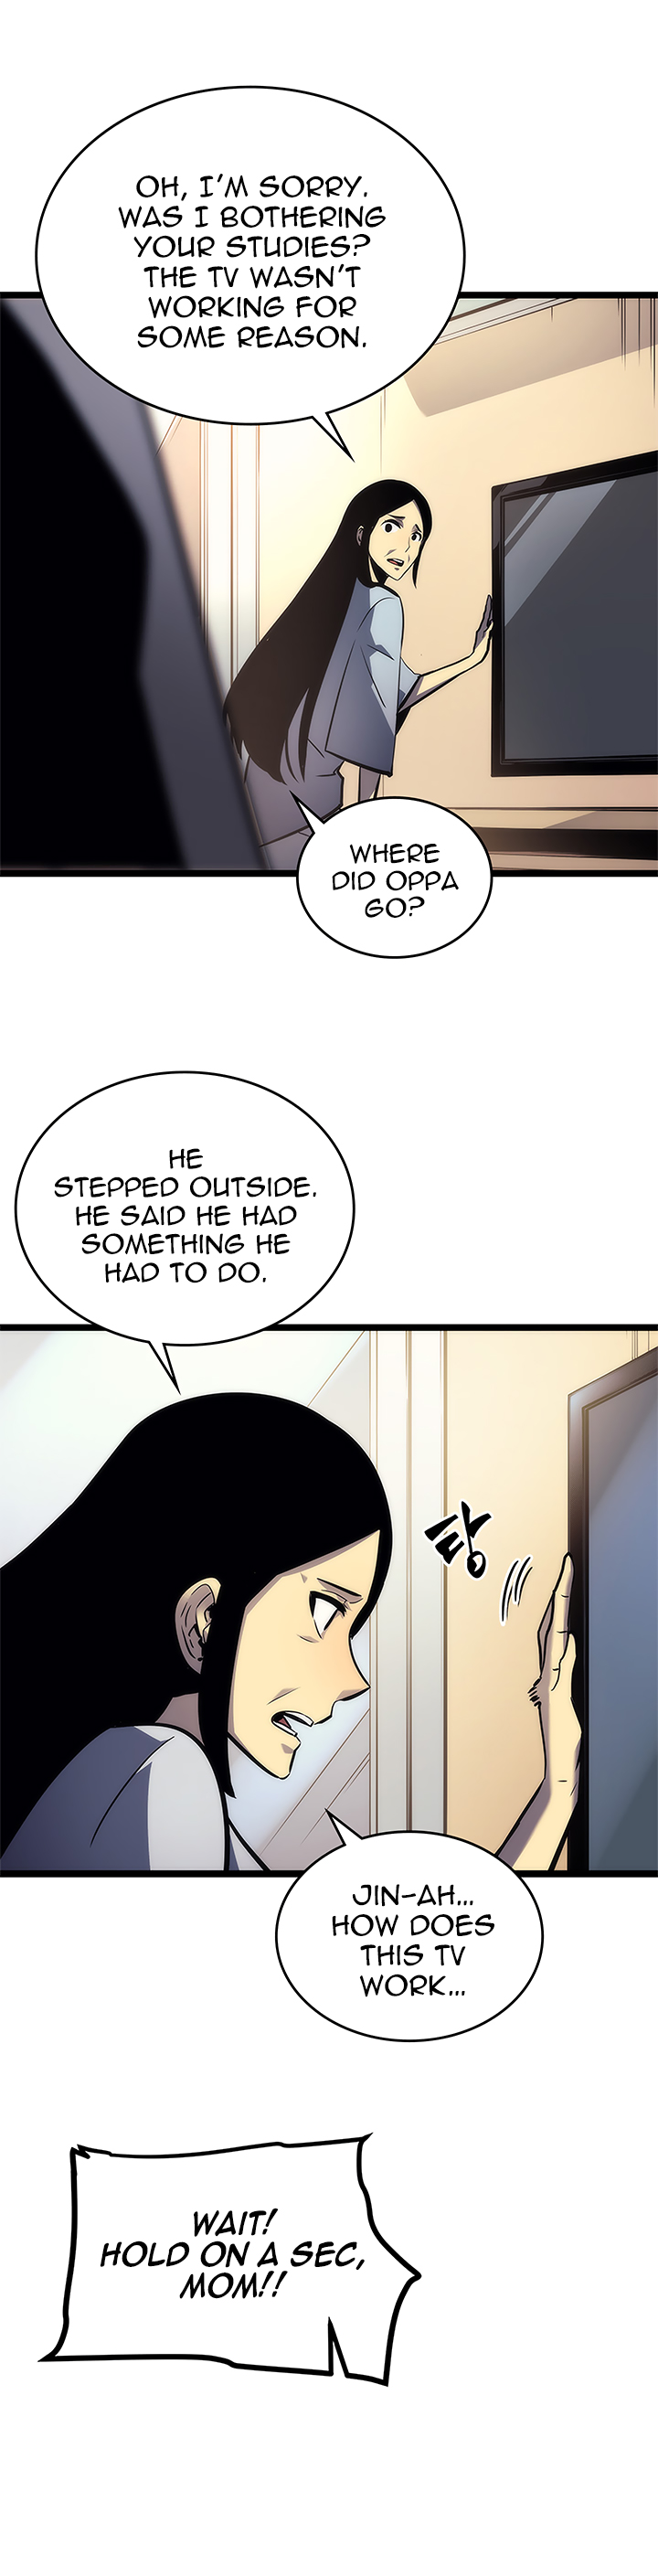 OH, I'M SORRY.
WAS I BOTHERING
YOUR STUDIES?
THE TV WASN'T
WORKING FOR
SOME REASON.
WHERE
DID OPPA
GO?
HE
STEPPED OUTSIDE.
HE SAID HE HAD
SOMETHING HE
HAD TO DO.
탕
JIN-AH...
HOW DOES
THIS TV
WORK...
WAIT!
HOLD ON A SEC,
MOM!!